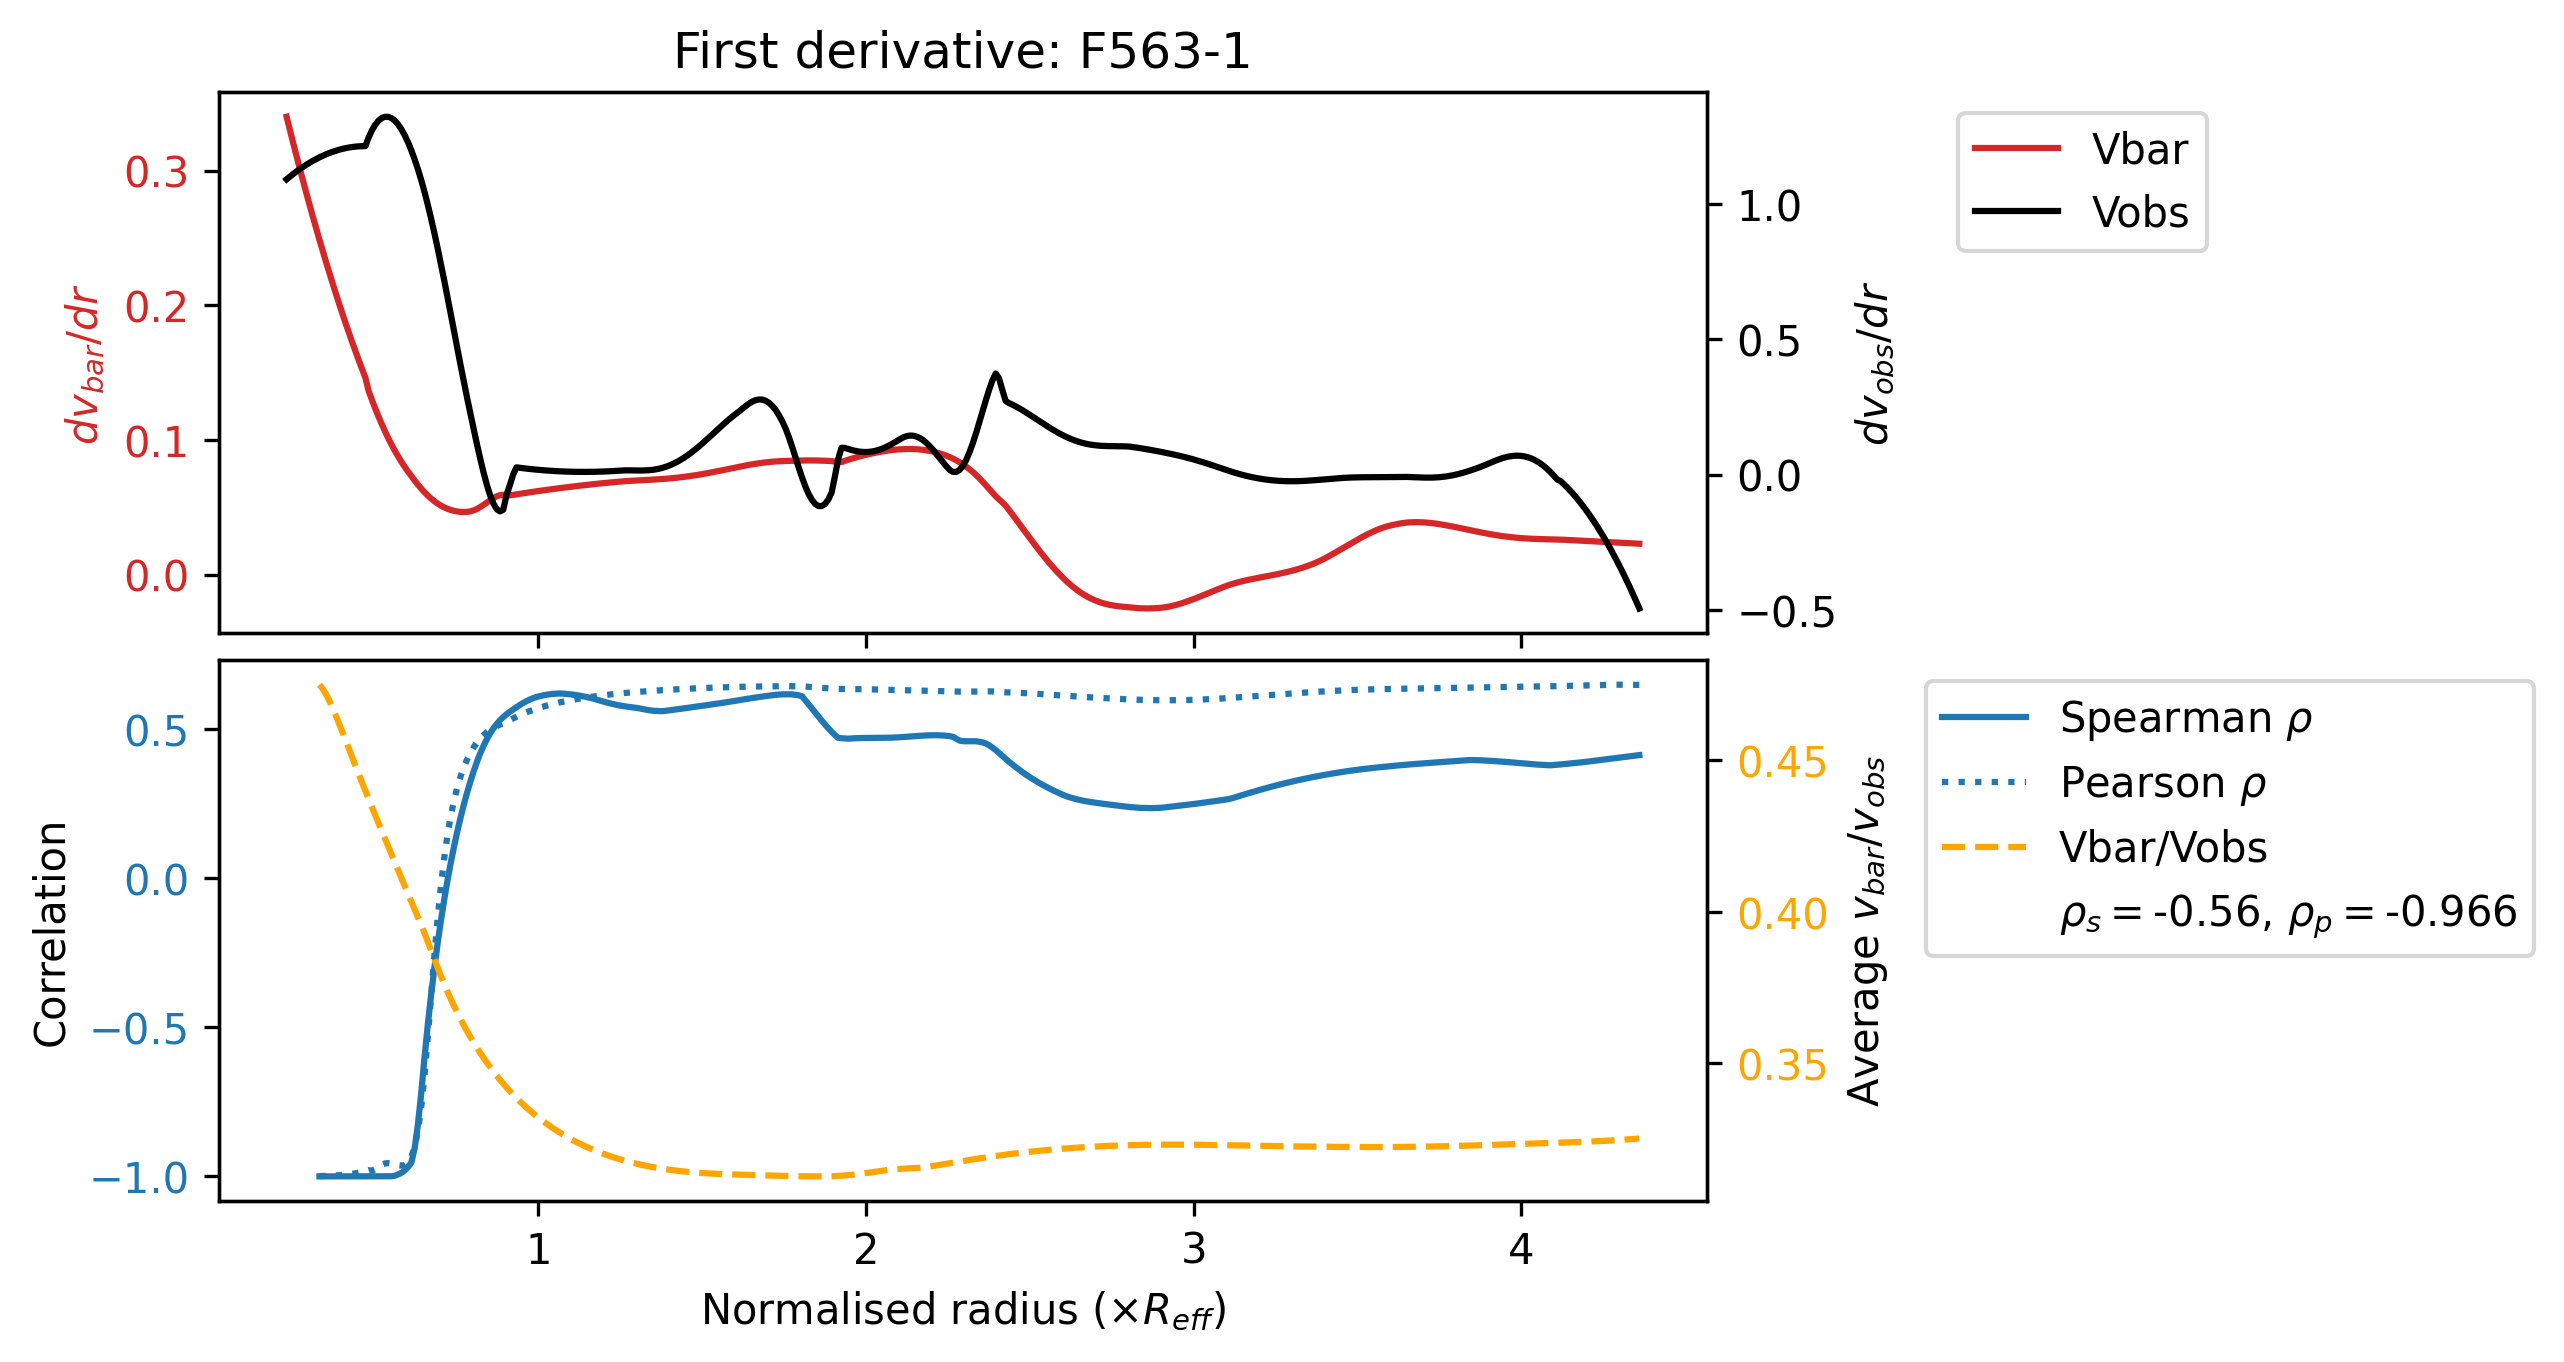 First derivative: F563-1
0.3
0.2
0.1
0.0
dv_bar/dr
1.0
0.5
0.0
−0.5
dv_obs/dr
Vbar
Vobs
0.5
0.0
−0.5
−1.0
Correlation
0.45
0.40
0.35
Average v_bar/v_obs
Spearman ρ
Pearson ρ
Vbar/Vobs
ρ_s = -0.56, ρ_p = -0.966
1 2 3 4
Normalised radius (×R_eff)